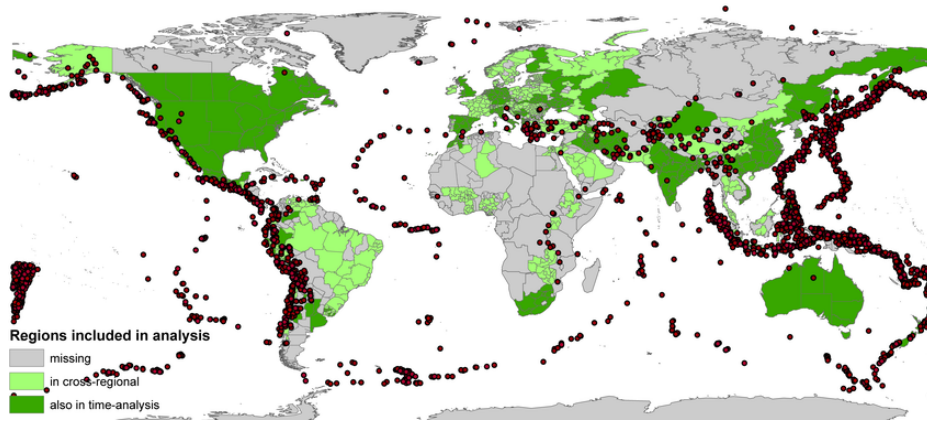 Regions included in analysis
missing
in cross-regional
also in time-analysis